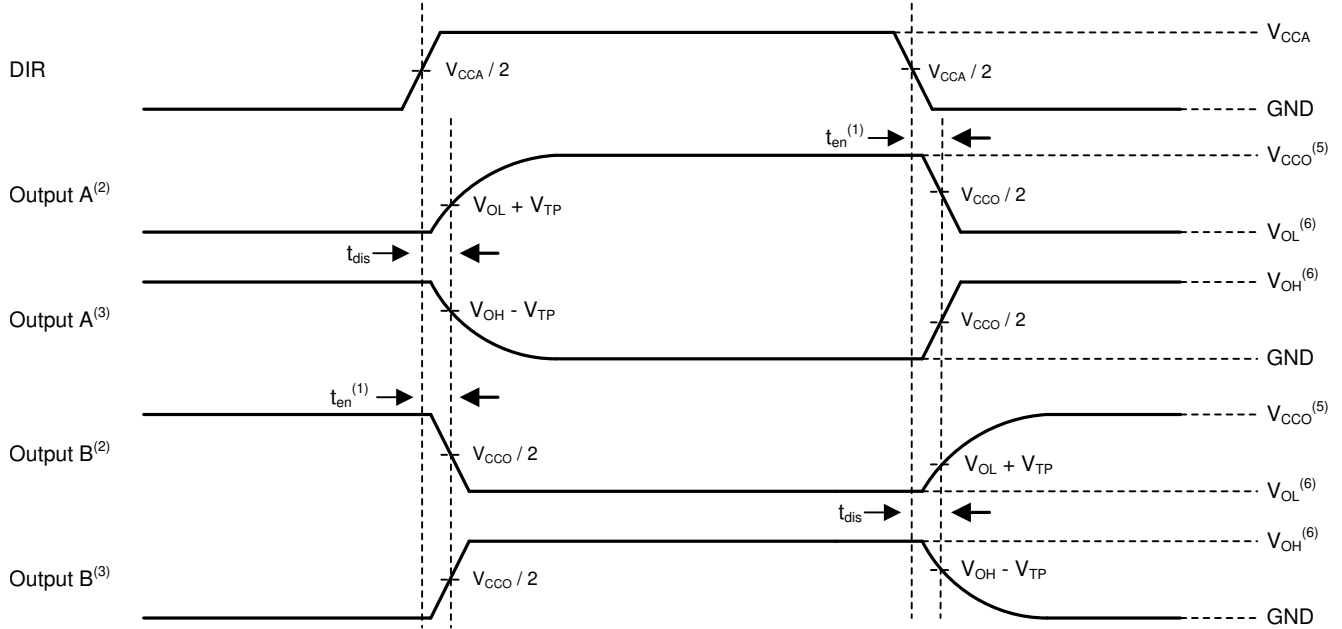 DIR
V_CCA / 2
V_CCA / 2
V_CCA
GND
t_en^(1)
V_CCO^(5)
Output A^(2)
V_OL + V_TP
V_CCO / 2
V_OL^(6)
t_dis
V_OH^(6)
Output A^(3)
V_OH - V_TP
V_CCO / 2
GND
t_en^(1)
V_CCO^(5)
Output B^(2)
V_CCO / 2
V_OL + V_TP
V_OL^(6)
t_dis
V_OH^(6)
Output B^(3)
V_CCO / 2
V_OH - V_TP
GND